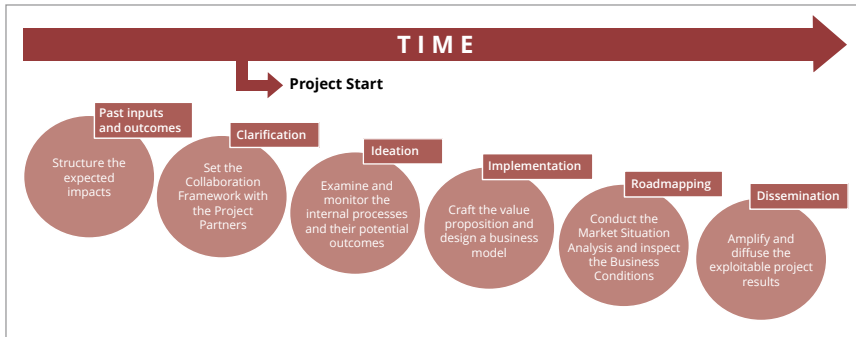 TIME
Project Start
Past inputs
and outcomes
Structure the
expected
impacts
Clarification
Set the
Collaboration
Framework with
the Project
Partners
Ideation
Examine and
monitor the
internal processes
and their potential
outcomes
Implementation
Craft the value
proposition and
design a business
model
Roadmapping
Conduct the
Market Situation
Analysis and inspect
the Business
Conditions
Dissemination
Amplify and
diffuse the
exploitable project
results